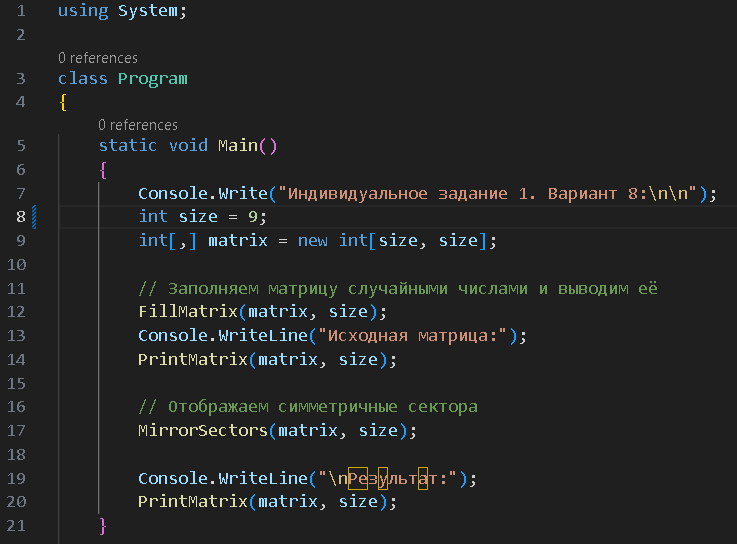 1 using System;
2
0 references
3 class Program
4 {
0 references
5 static void Main()
6 {
7 Console.Write("Индивидуальное задание 1. Вариант 8:\n\n");
8 int size = 9;
9 int[,] matrix = new int[size, size];
10
11 // Заполняем матрицу случайными числами и выводим её
12 FillMatrix(matrix, size);
13 Console.WriteLine("Исходная матрица:");
14 PrintMatrix(matrix, size);
15
16 // Отображаем симметричные сектора
17 MirrorSectors(matrix, size);
18
19 Console.WriteLine("\nРезультат:");
20 PrintMatrix(matrix, size);
21 }